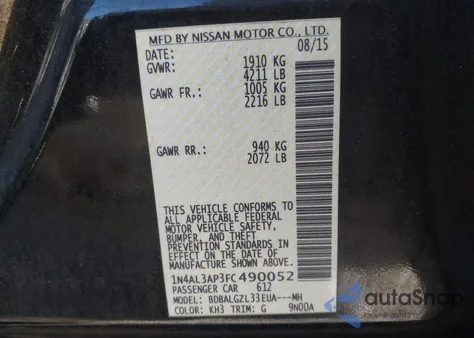 MFD BY NISSAN MOTOR CO., LTD.
DATE: 08/15
GVWR: 1910 KG
4211 LB
GAWR FR.: 1005 KG
2216 LB
GAWR RR.: 940 KG
2072 LB
THIS VEHICLE CONFORMS TO
ALL APPLICABLE FEDERAL
MOTOR VEHICLE SAFETY,
BUMPER, AND THEFT
PREVENTION STANDARDS IN
EFFECT ON THE DATE OF
MANUFACTURE SHOWN ABOVE.
1N4AL3AP3FC490052
PASSENGER CAR 612
MODEL: BDBALGZL33EUA---MH
COLOR: KH3 TRIM: G 9N00A
autoSnap